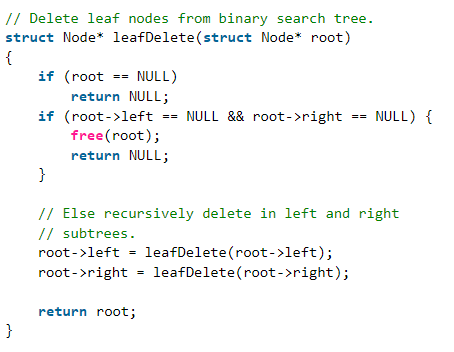 // Delete leaf nodes from binary search tree.
struct Node* leafDelete(struct Node* root)
{
    if (root == NULL)
        return NULL;
    if (root->left == NULL && root->right == NULL) {
        free(root);
        return NULL;
    }

    // Else recursively delete in left and right
    // subtrees.
    root->left = leafDelete(root->left);
    root->right = leafDelete(root->right);

    return root;
}